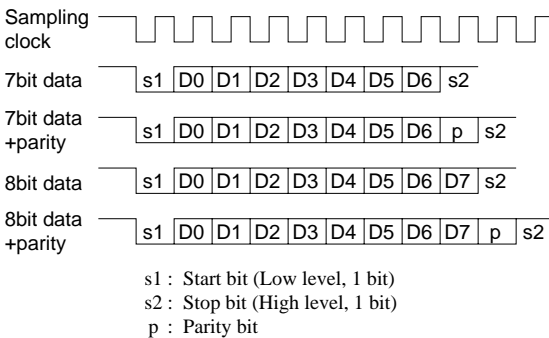 Sampling
clock
7bit data
s1 D0 D1 D2 D3 D4 D5 D6 s2
7bit data
+parity
s1 D0 D1 D2 D3 D4 D5 D6 p s2
8bit data
s1 D0 D1 D2 D3 D4 D5 D6 D7 s2
8bit data
+parity
s1 D0 D1 D2 D3 D4 D5 D6 D7 p s2
s1 : Start bit (Low level, 1 bit)
s2 : Stop bit (High level, 1 bit)
p : Parity bit